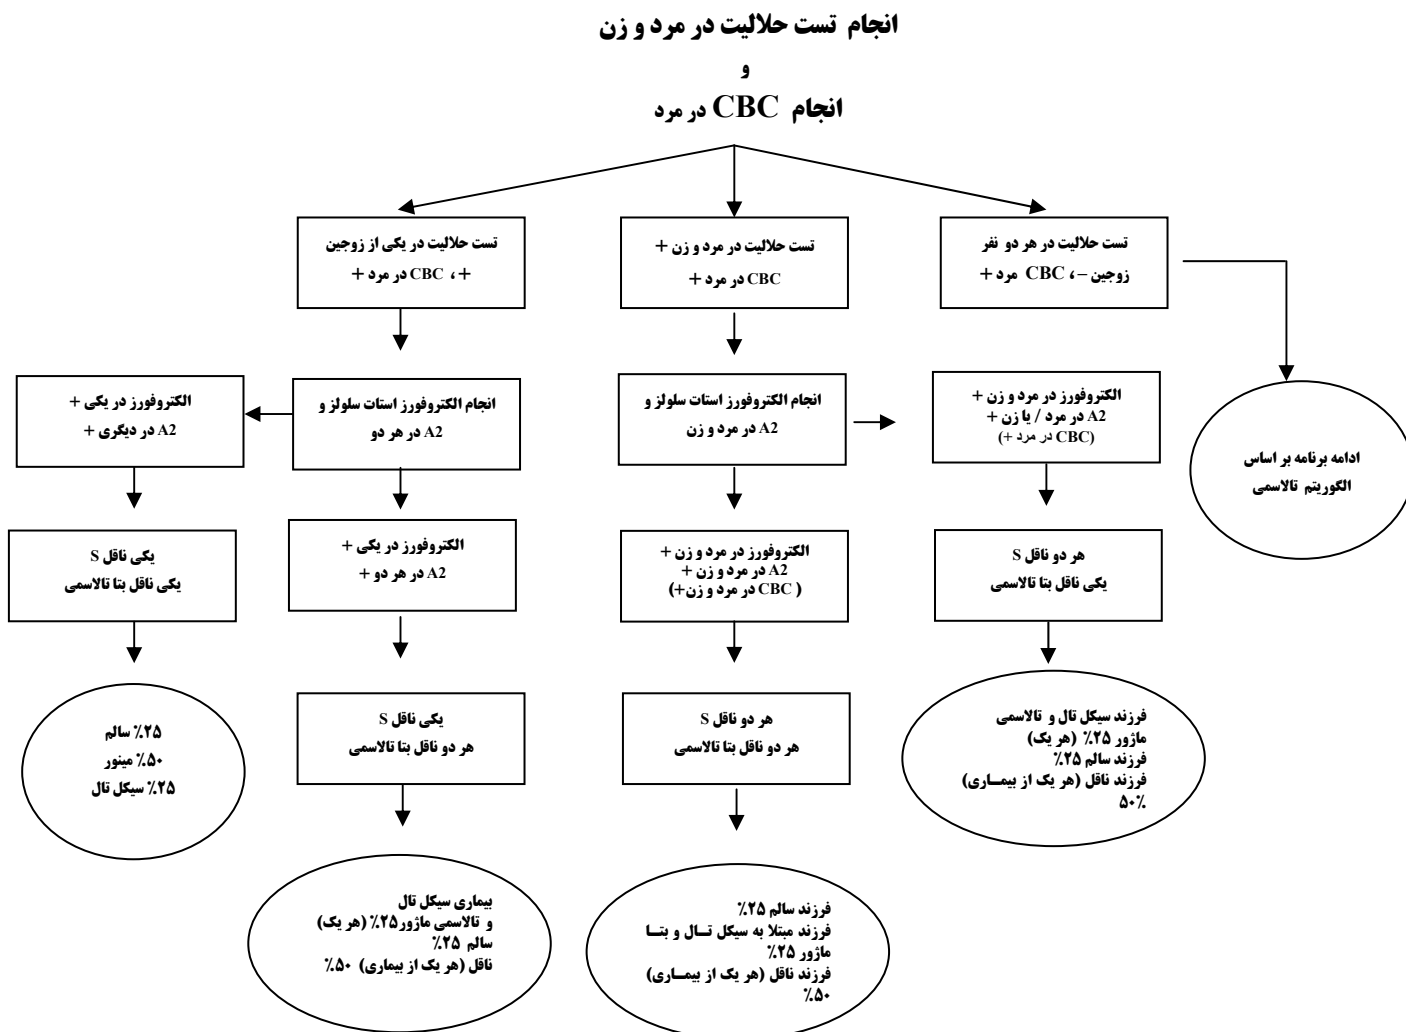 انجام تست حلالیت در مرد و زن
و
انجام CBC در مرد
تست حلالیت در هر دو نفر
زوجین – ، CBC مرد +
تست حلالیت در مرد و زن +
CBC در مرد +
تست حلالیت در یکی از زوجین
+ ، CBC در مرد +
الکتروفورز در مرد و زن +
A2 در مرد / یا زن +
(CBC در مرد +)
انجام الکتروفورز استات سلولز و
A2 در مرد و زن
انجام الکتروفورز استات سلولز و
A2 در هر دو
الکتروفورز در یکی +
A2 در دیگری +
ادامه برنامه بر اساس
الگوریتم تالاسمی
هر دو ناقل S
یکی ناقل بتا تالاسمی
الکتروفورز در مرد و زن +
A2 در مرد و زن +
( CBC در مرد و زن+)
الکتروفورز در یکی +
A2 در هر دو +
یکی ناقل S
یکی ناقل بتا تالاسمی
فرزند سیکل تال و تالاسمی
ماژور ۲۵٪ (هر یک)
فرزند سالم ۲۵٪
فرزند ناقل (هر یک از بیمــاری)
۵۰٪
هر دو ناقل S
هر دو ناقل بتا تالاسمی
یکی ناقل S
هر دو ناقل بتا تالاسمی
۲۵٪ سالم
۵۰٪ مینور
۲۵٪ سیکل تال
فرزند سالم ۲۵٪
فرزند مبتلا به سیکل تــال و بتــا
ماژور ۲۵٪
فرزند ناقل (هر یک از بیمــاری)
۵۰٪
بیماری سیکل تال
و تالاسمی ماژور۲۵٪ (هر یک)
سالم ۲۵٪
ناقل (هر یک از بیماری) ۵۰٪